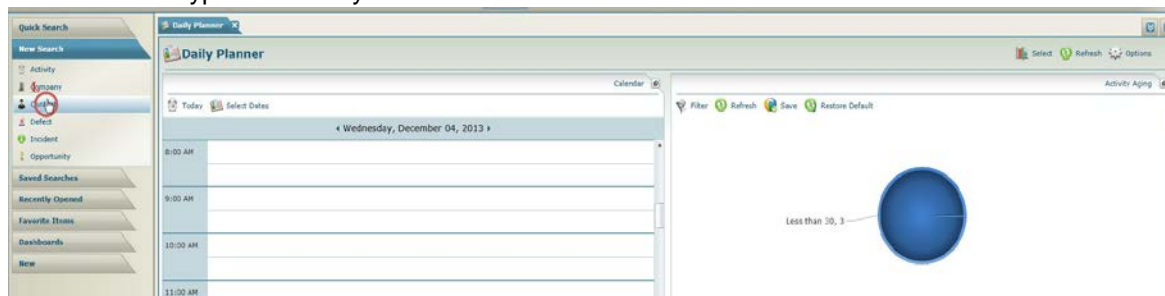 Quick Search
New Search
Activity
Company
Defect
Incident
Opportunity
Saved Searches
Recently Opened
Favorite Items
Dashboards
New
Daily Planner
Daily Planner
Select Refresh Options
Calendar
Today Select Dates
Wednesday, December 04, 2013
8:00 AM
9:00 AM
10:00 AM
11:00 AM
Activity Aging
Filter Refresh Save Restore Default
Less than 30, 3